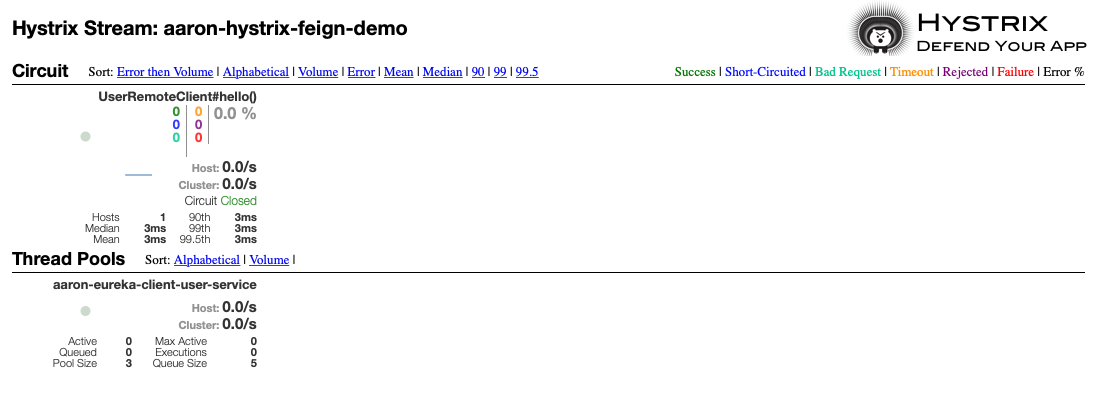 Hystrix Stream: aaron-hystrix-feign-demo
HYSTRIX
DEFEND YOUR APP
Circuit Sort: Error then Volume | Alphabetical | Volume | Error | Mean | Median | 90 | 99 | 99.5
Success | Short-Circuited | Bad Request | Timeout | Rejected | Failure | Error %
UserRemoteClient#hello()
0 0 0.0 %
0 0
0 0
Host: 0.0/s
Cluster: 0.0/s
Circuit Closed
Hosts 1 90th 3ms
Median 3ms 99th 3ms
Mean 3ms 99.5th 3ms
Thread Pools Sort: Alphabetical | Volume |
aaron-eureka-client-user-service
Host: 0.0/s
Cluster: 0.0/s
Active 0 Max Active 0
Queued 0 Executions 0
Pool Size 3 Queue Size 5